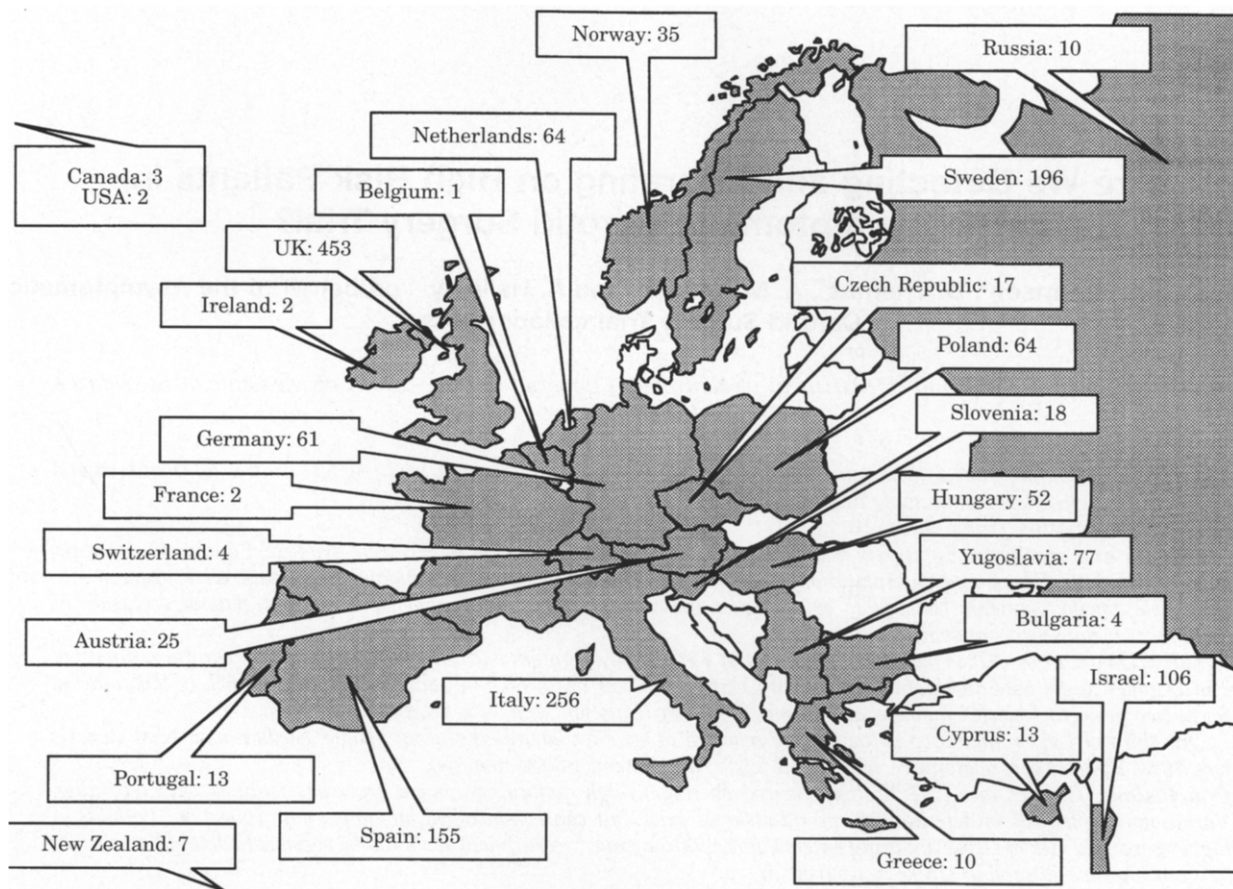 Norway: 35
Russia: 10
Netherlands: 64
Canada: 3
USA: 2
Belgium: 1
Sweden: 196
UK: 453
Czech Republic: 17
Ireland: 2
Poland: 64
Slovenia: 18
Germany: 61
France: 2
Hungary: 52
Switzerland: 4
Yugoslavia: 77
Austria: 25
Bulgaria: 4
Israel: 106
Italy: 256
Cyprus: 13
Portugal: 13
Spain: 155
New Zealand: 7
Greece: 10